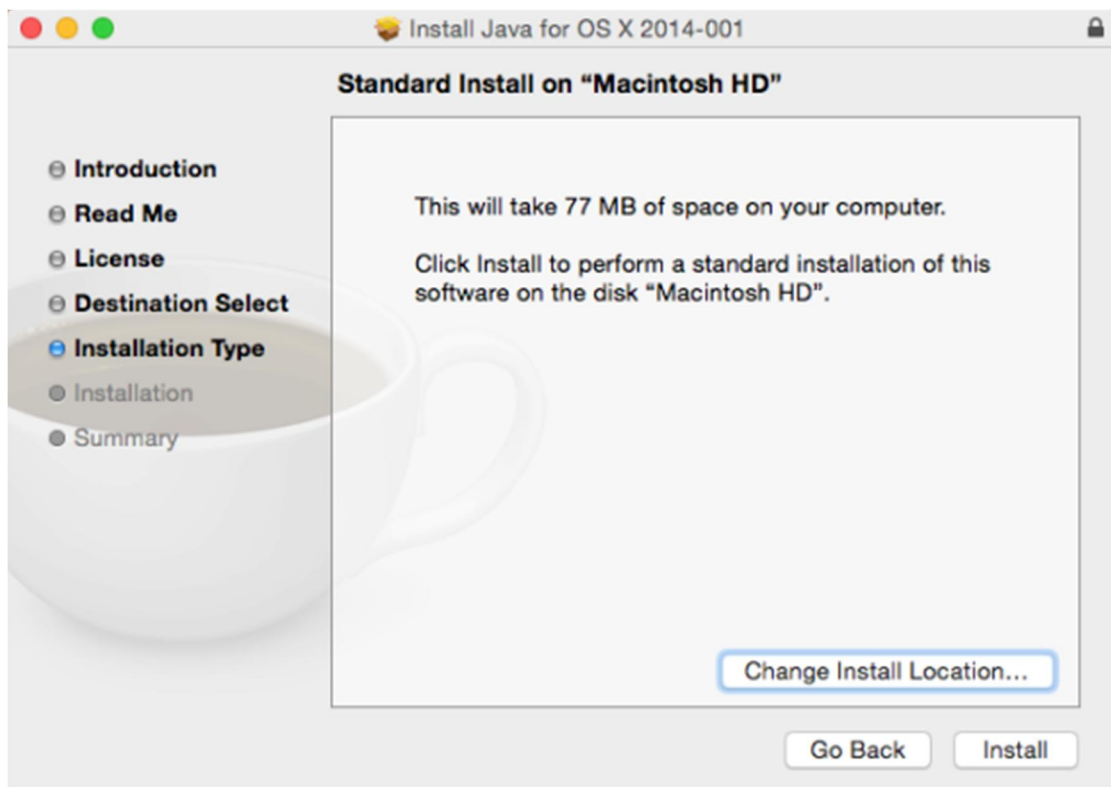 Install Java for OS X 2014-001
Standard Install on “Macintosh HD”
Introduction
Read Me
License
Destination Select
Installation Type
Installation
Summary
This will take 77 MB of space on your computer.
Click Install to perform a standard installation of this
software on the disk “Macintosh HD”.
Change Install Location...
Go Back
Install